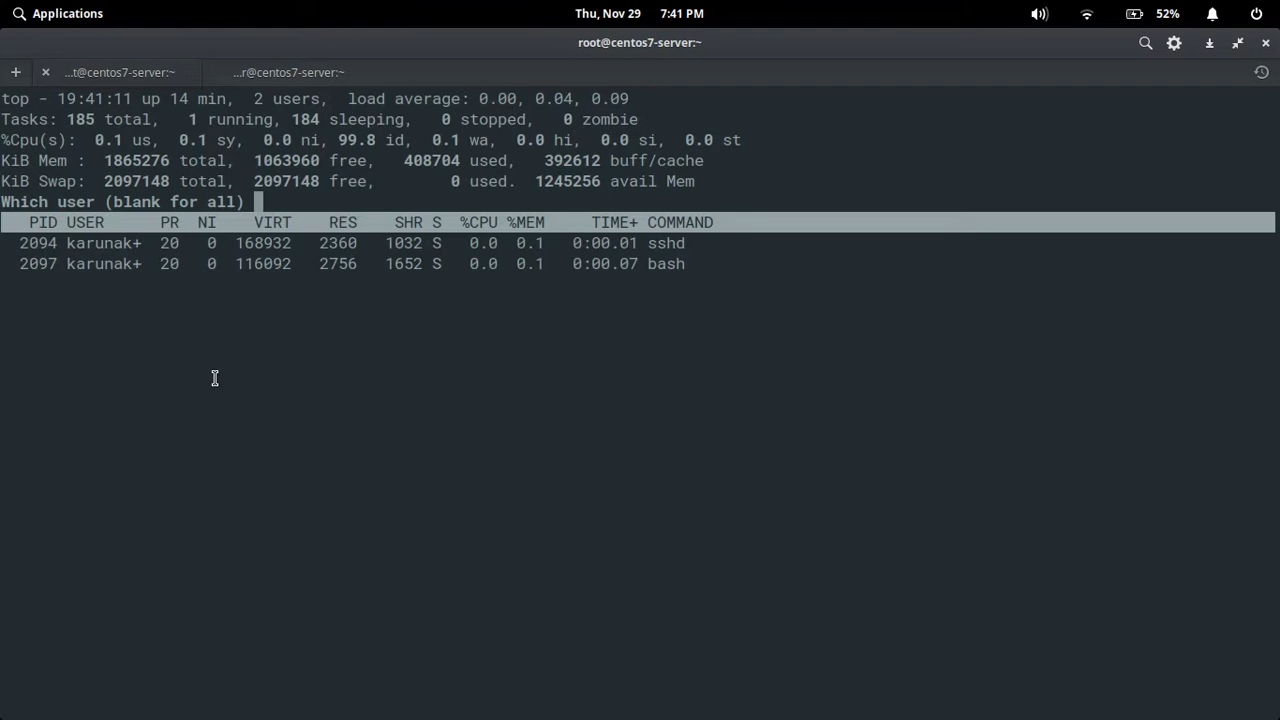 Applications
Thu, Nov 29 7:41 PM
52%
root@centos7-server:~
+ × ...t@centos7-server:~ ...r@centos7-server:~
top - 19:41:11 up 14 min,  2 users,  load average: 0.00, 0.04, 0.09
Tasks: 185 total,   1 running, 184 sleeping,   0 stopped,   0 zombie
%Cpu(s):  0.1 us,  0.1 sy,  0.0 ni, 99.8 id,  0.1 wa,  0.0 hi,  0.0 si,  0.0 st
KiB Mem :  1865276 total,  1063960 free,   408704 used,   392612 buff/cache
KiB Swap:  2097148 total,  2097148 free,        0 used.  1245256 avail Mem
Which user (blank for all)
PID USER      PR  NI    VIRT    RES    SHR S  %CPU %MEM     TIME+ COMMAND
2094 karunak+  20   0  168932   2360   1032 S   0.0  0.1   0:00.01 sshd
2097 karunak+  20   0  116092   2756   1652 S   0.0  0.1   0:00.07 bash